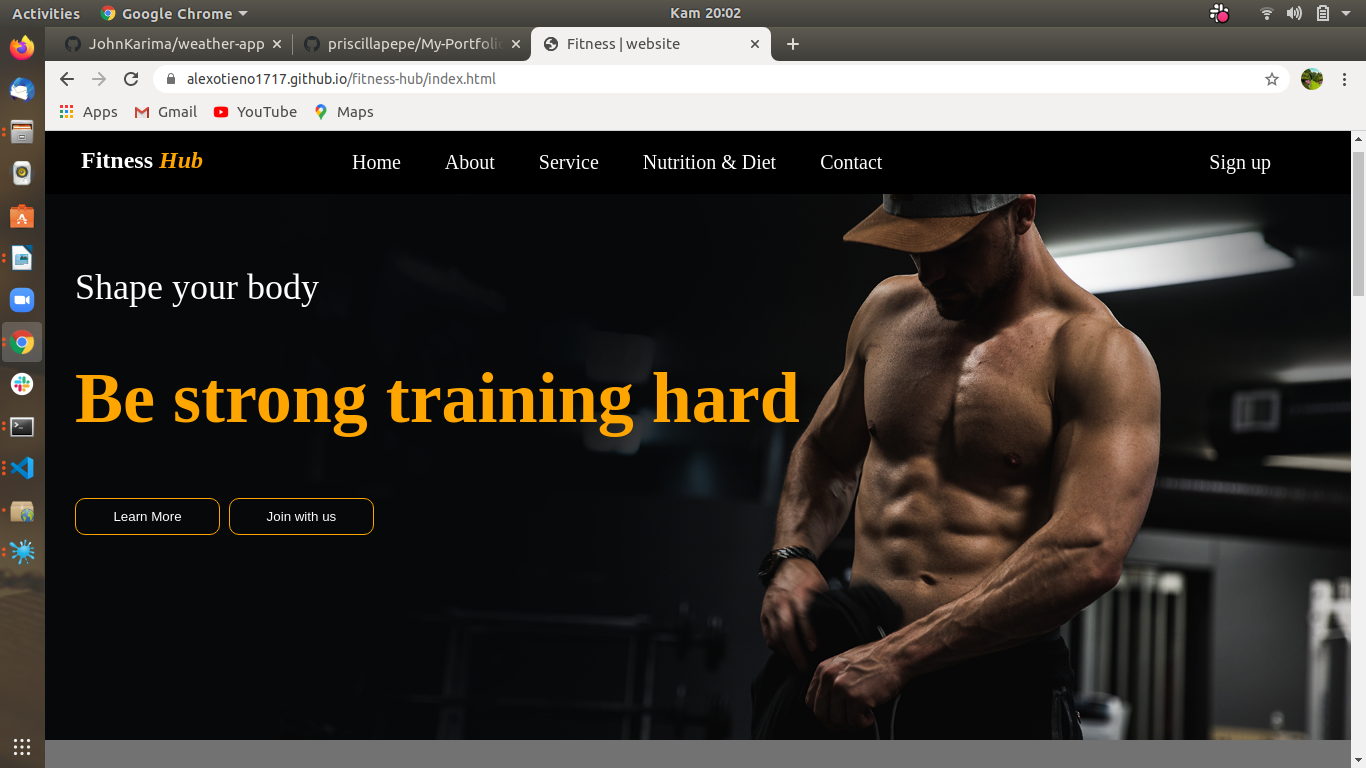 Activities Google Chrome Kam 20:02
JohnKarima/weather-app priscillapepe/My-Portfolio Fitness | website
alexotieno1717.github.io/fitness-hub/index.html
Apps Gmail YouTube Maps
Fitness Hub Home About Service Nutrition & Diet Contact Sign up
Shape your body
Be strong training hard
Learn More Join with us